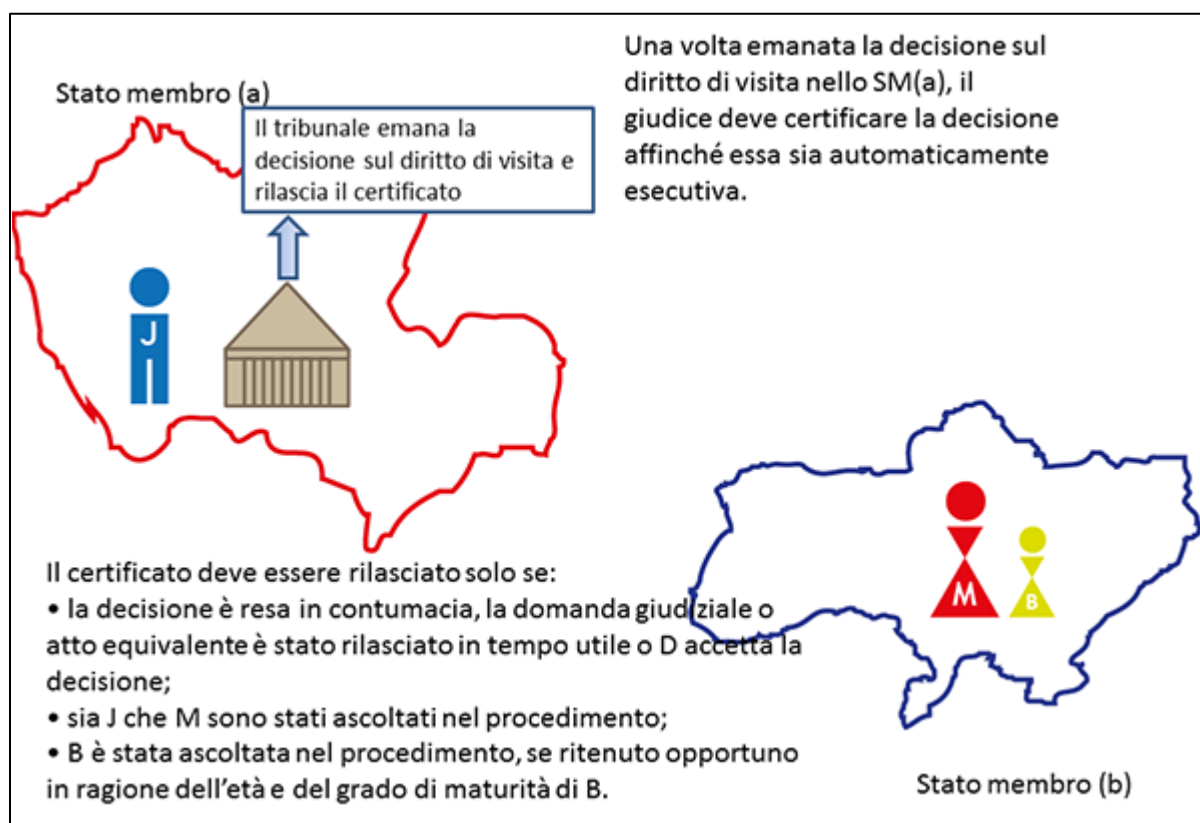 Stato membro (a)
Il tribunale emana la
decisione sul diritto di visita e
rilascia il certificato
Una volta emanata la decisione sul
diritto di visita nello SM(a), il
giudice deve certificare la decisione
affinché essa sia automaticamente
esecutiva.
J
M
B
Il certificato deve essere rilasciato solo se:
• la decisione è resa in contumacia, la domanda giudiziale o
atto equivalente è stato rilasciato in tempo utile o D accetta la
decisione;
• sia J che M sono stati ascoltati nel procedimento;
• B è stata ascoltata nel procedimento, se ritenuto opportuno
in ragione dell'età e del grado di maturità di B.
Stato membro (b)